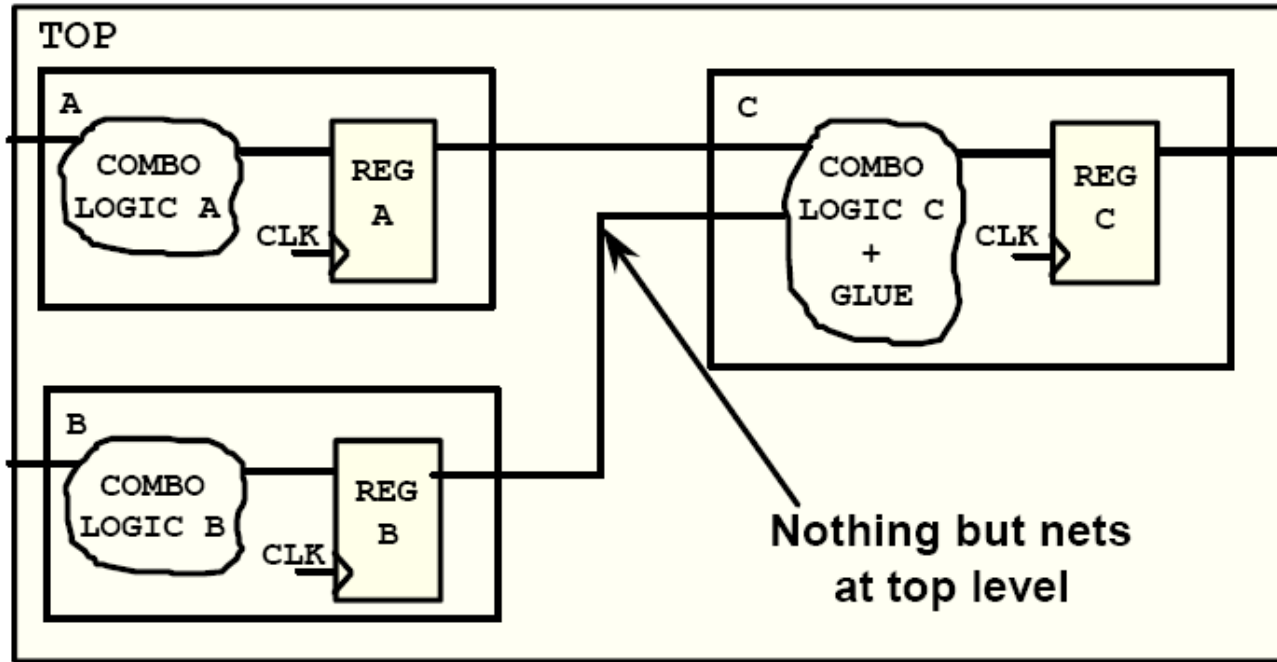 TOP
A
COMBO
LOGIC A
REG
A
CLK
C
COMBO
LOGIC C
+
GLUE
REG
C
CLK
B
COMBO
LOGIC B
REG
B
CLK
Nothing but nets
at top level